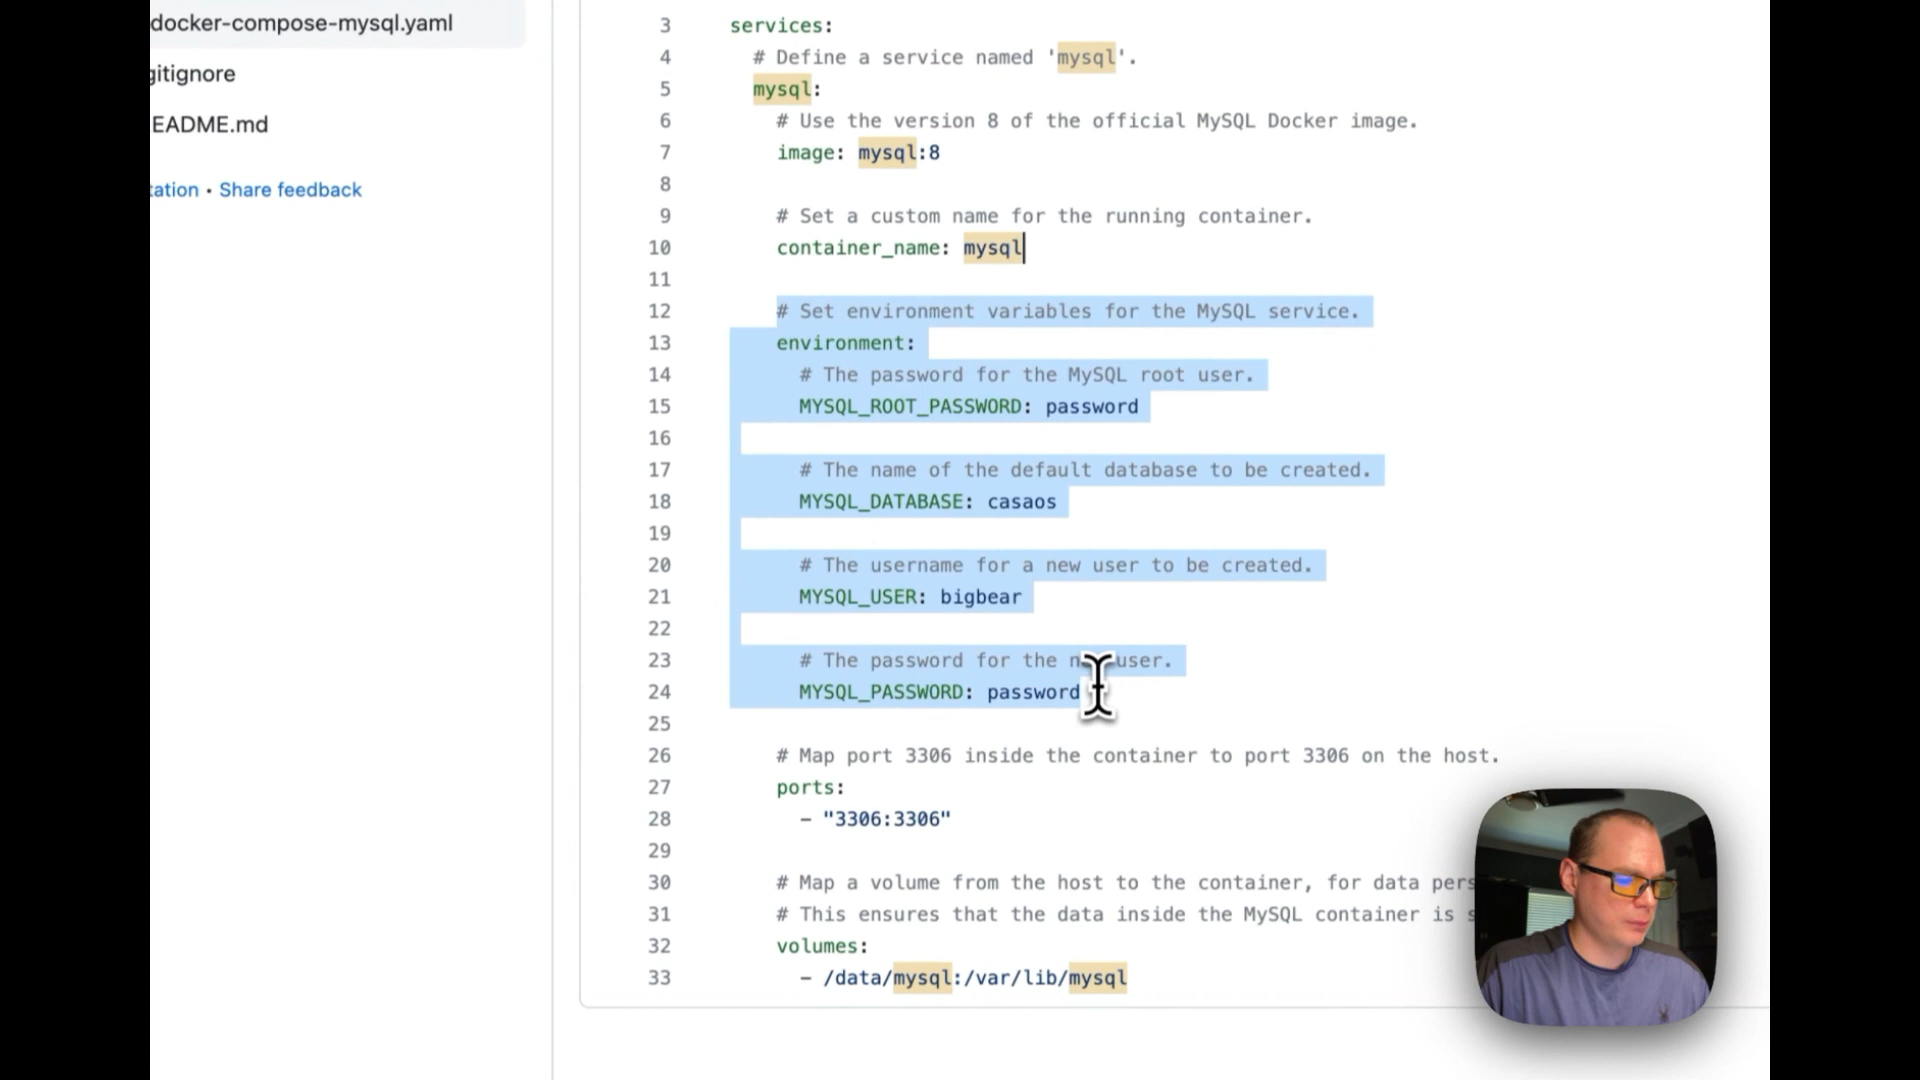 docker-compose-mysql.yaml
gitignore
EADME.md
tation • Share feedback
3 services:
4 # Define a service named 'mysql'.
5 mysql:
6 # Use the version 8 of the official MySQL Docker image.
7 image: mysql:8
8
9 # Set a custom name for the running container.
10 container_name: mysql
11
12 # Set environment variables for the MySQL service.
13 environment:
14 # The password for the MySQL root user.
15 MYSQL_ROOT_PASSWORD: password
16
17 # The name of the default database to be created.
18 MYSQL_DATABASE: casaos
19
20 # The username for a new user to be created.
21 MYSQL_USER: bigbear
22
23 # The password for the user.
24 MYSQL_PASSWORD: password
25
26 # Map port 3306 inside the container to port 3306 on the host.
27 ports:
28 - "3306:3306"
29
30 # Map a volume from the host to the container, for data pers
31 # This ensures that the data inside the MySQL container is s
32 volumes:
33 - /data/mysql:/var/lib/mysql